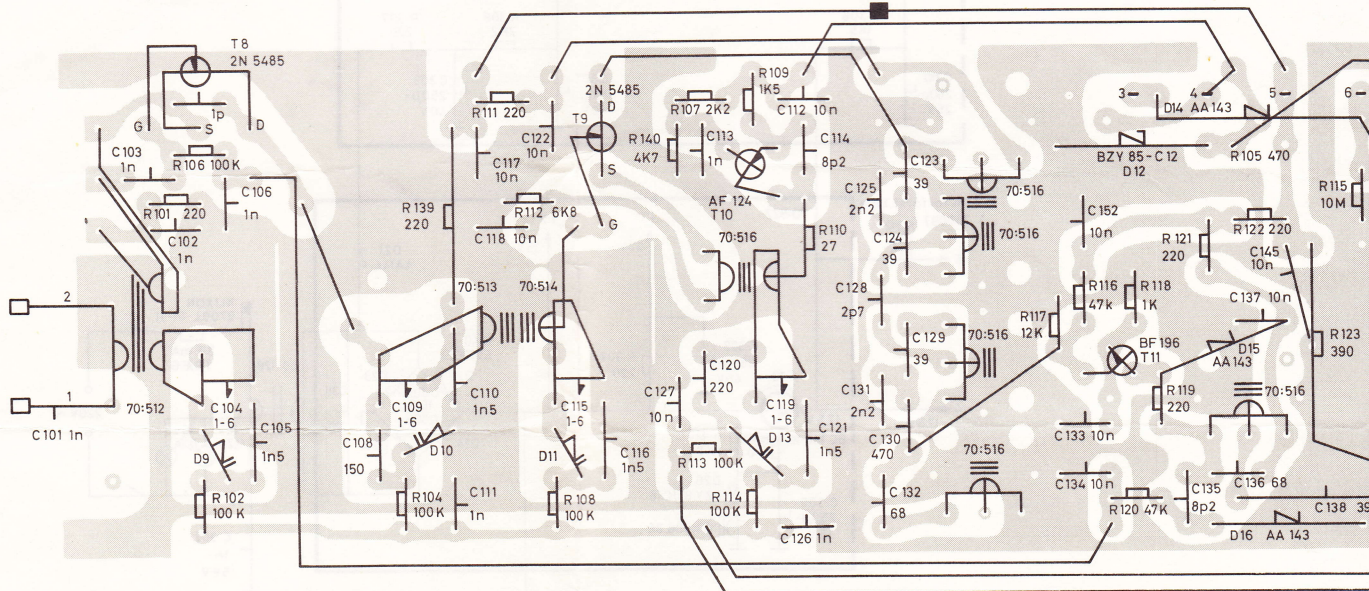 T8
2N 5485
1p
G S D
C103
1n
R106 100K
R101 220
C102
1n
C106
1n
2
1
C101 1n
70:512
C104
1-6
C105
1n5
D9
R102
100K
R111 220
C122
10n
C117
10n
R112 6K8
C118 10n
R139
220
2N 5485
D
T9
S
G
70:513
70:514
C109
1-6
C110
1n5
C108
150
D10
R104
100K
C111
1n
C115
1-6
D11
C116
1n5
R108
100K
R109
1K5
R107 2K2
C112 10n
R140
4K7
C113
1n
C114
8p2
AF 124
T10
R110
27
70:516
C120
220
C127
10n
C119
1-6
C121
1n5
R113 100K
D13
R114
100K
C126 1n
C123
39
C125
2n2
C124
39
70:516
70:516
C128
2p7
C129
39
70:516
C131
2n2
C130
470
70:516
C132
68
3
4
5
6
D14 AA143
BZY 85-C12
D12
R105 470
R115
10M
C152
10n
R121
220
R122 220
C145
10n
R116
47k
R118
1K
C137 10n
R117
12K
BF 196
T11
D15
AA143
R123
390
R119
220
70:516
C133 10n
C134 10n
R120 47K
C135
8p2
C136 68
C138 39
D16 AA 143